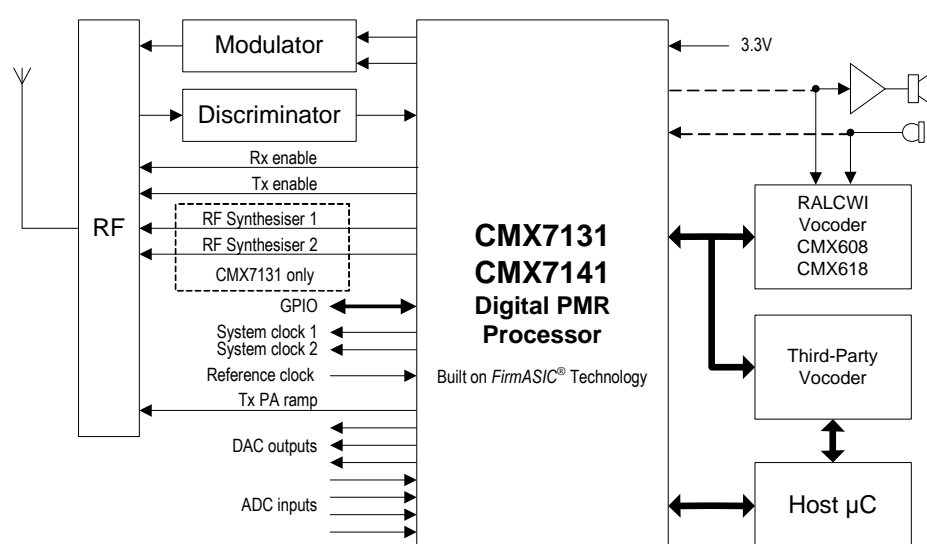 Modulator
3.3V
Discriminator
Rx enable
Tx enable
RF
RF Synthesiser 1
RF Synthesiser 2
CMX7131 only
GPIO
System clock 1
System clock 2
Reference clock
Tx PA ramp
DAC outputs
ADC inputs
CMX7131
CMX7141
Digital PMR
Processor
Built on FirmASIC® Technology
RALCWI
Vocoder
CMX608
CMX618
Third-Party
Vocoder
Host µC